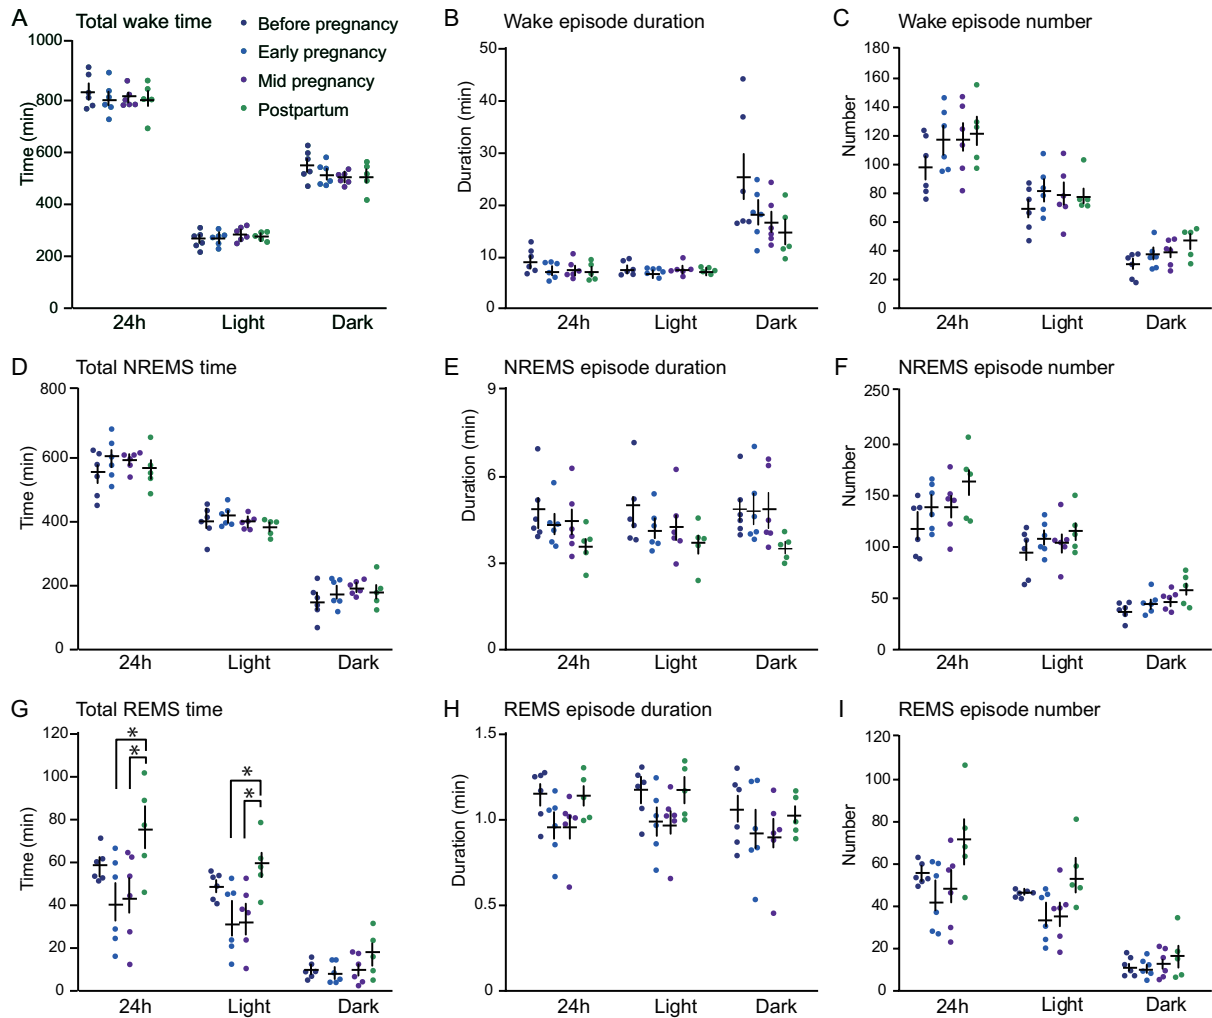 A Total wake time
Before pregnancy
Early pregnancy
Mid pregnancy
Postpartum
Time (min)
1000
800
600
400
200
0
24h Light Dark
B Wake episode duration
Duration (min)
50
40
30
20
10
0
24h Light Dark
C Wake episode number
Number
180
160
140
120
100
80
60
40
20
0
24h Light Dark
D Total NREMS time
Time (min)
800
600
400
200
0
24h Light Dark
E NREMS episode duration
Duration (min)
9
6
3
0
24h Light Dark
F NREMS episode number
Number
250
200
150
100
50
0
24h Light Dark
G Total REMS time
Time (min)
120
100
80
60
40
20
0
*
*
*
*
24h Light Dark
H REMS episode duration
Duration (min)
1.5
1.0
0.5
0
24h Light Dark
I REMS episode number
Number
120
100
80
60
40
20
0
24h Light Dark